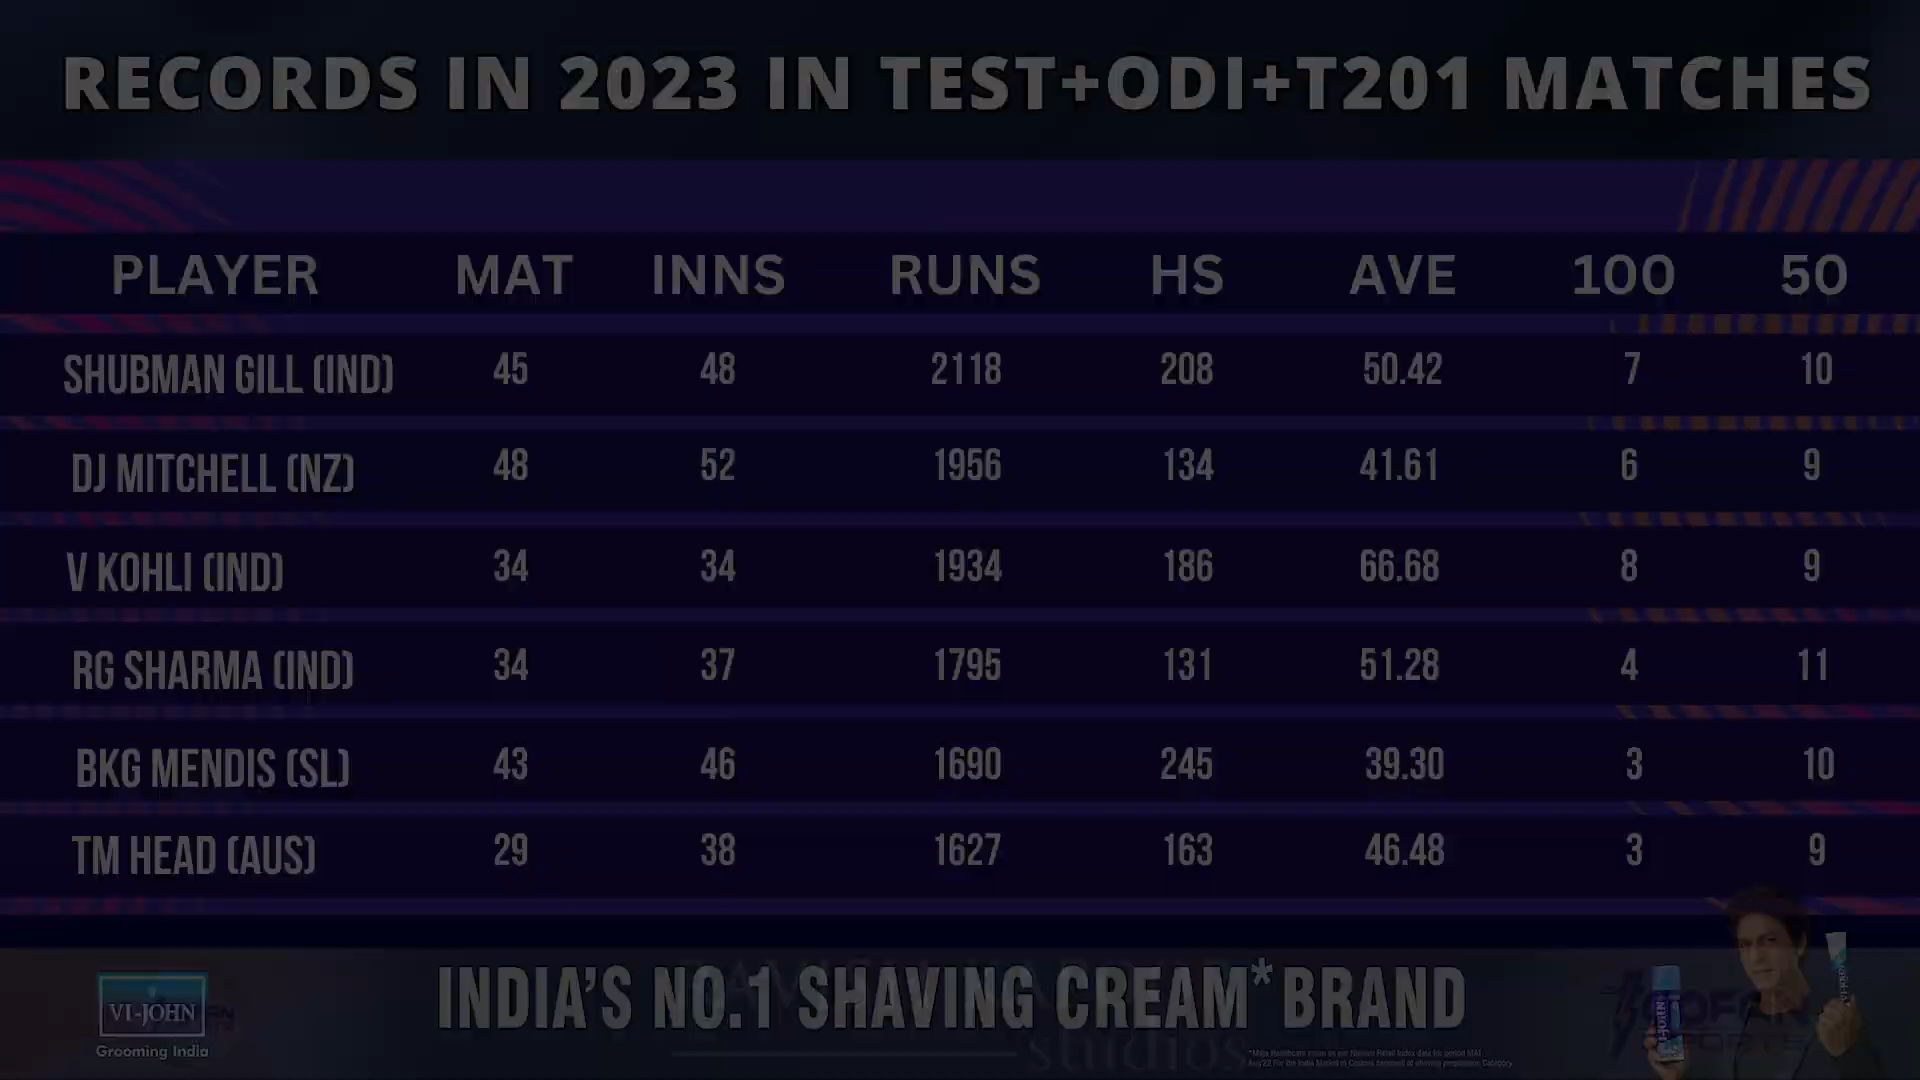 RECORDS IN 2023 IN TEST+ODI+T201 MATCHES
PLAYER MAT INNS RUNS HS AVE 100 50
SHUBMAN GILL (IND) 45 48 2118 208 50.42 7 10
DJ MITCHELL (NZ) 48 52 1956 134 41.61 6 9
V KOHLI (IND) 34 34 1934 186 66.68 8 9
RG SHARMA (IND) 34 37 1795 131 51.28 4 11
BKG MENDIS (SL) 43 46 1690 245 39.30 3 10
TM HEAD (AUS) 29 38 1627 163 46.48 3 9
INDIA'S NO.1 SHAVING CREAM* BRAND
VI-JOHN
Grooming India
studios